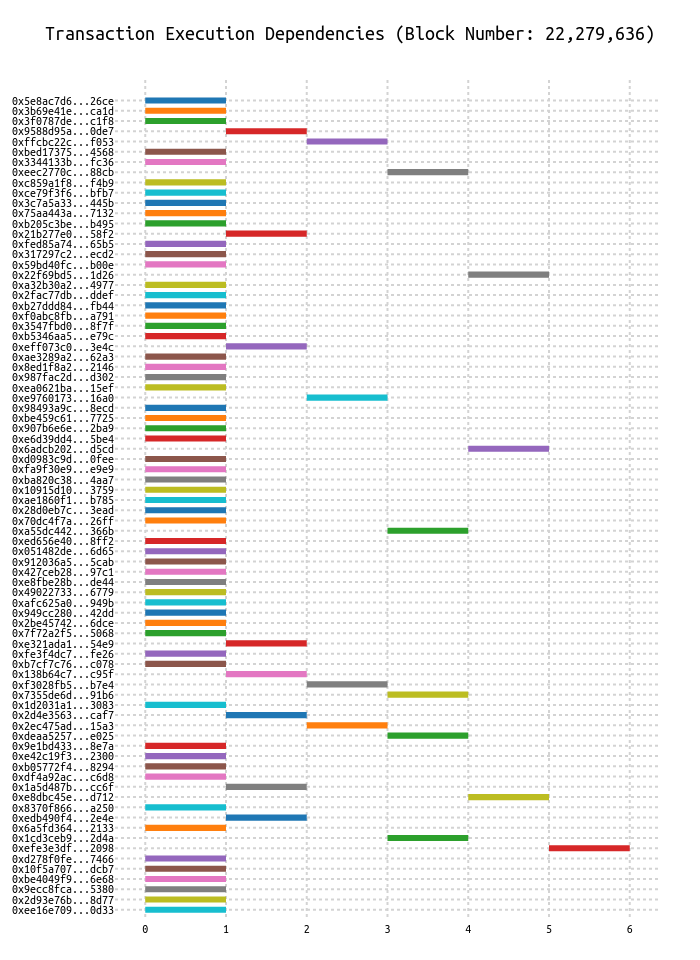 Transaction Execution Dependencies (Block Number: 22,279,636)
0x5e8ac7d6...26ce
0x3b69e41e...ca1d
0x3f0787de...c1f8
0x9588d95a...0de7
0xffcbc22c...f053
0xbed17375...4568
0x3344133b...fc36
0xeec2770c...88cb
0xc859a1f8...f4b9
0xce79f3f6...bfb7
0x3c7a5a33...445b
0x75aa443a...7132
0xb205c3be...b495
0x21b277e0...58f2
0xfed85a74...65b5
0x317297c2...ecd2
0x59bd40fc...b00e
0x22f69bd5...1d26
0xa32b30a2...4977
0x2fac77db...ddef
0xb27ddd84...fb44
0xf0abc8fb...a791
0x3547fbd0...8f7f
0xb5346aa5...e79c
0xeff073c0...3e4c
0xae3289a2...62a3
0x8ed1f8a2...2146
0x987fac2d...d302
0xea0621ba...15ef
0xe9760173...16a0
0x98493a9c...8ecd
0xbe459c61...7725
0x907b6e6e...2ba9
0xe6d39dd4...5be4
0x6adcb202...d5cd
0xd0983c9d...0fee
0xfa9f30e9...e9e9
0xba820c38...4aa7
0x10915d10...3759
0xae1860f1...b785
0x28d0eb7c...3ead
0x70dc4f7a...26ff
0xa55dc442...366b
0xed656e40...8ff2
0x051482de...6d65
0x912036a5...5cab
0x427ceb28...97c1
0xe8fbe28b...de44
0x49022733...6779
0xafc625a0...949b
0x949cc280...42dd
0x2be45742...6dce
0x7f72a2f5...5068
0xe321ada1...54e9
0xfe3f4dc7...fe26
0xb7cf7c76...c078
0x138b64c7...c95f
0xf3028fb5...b7e4
0x7355de6d...91b6
0x1d2031a1...3083
0x2d4e3563...caf7
0x2ec475ad...15a3
0xdeaa5257...e025
0x9e1bd433...8e7a
0xe42c19f3...2300
0xb05772f4...8294
0xdf4a92ac...c6d8
0x1a5d487b...cc6f
0xe8dbc45e...d712
0x8370f866...a250
0xedb490f4...2e4e
0x6a5fd364...2133
0x1cd3ceb9...2d4a
0xefe3e3df...2098
0xd278f0fe...7466
0x10f5a707...dcb7
0xbe4049f9...6e68
0x9ecc8fca...5380
0x2d93e76b...8d77
0xee16e709...0d33
0 1 2 3 4 5 6